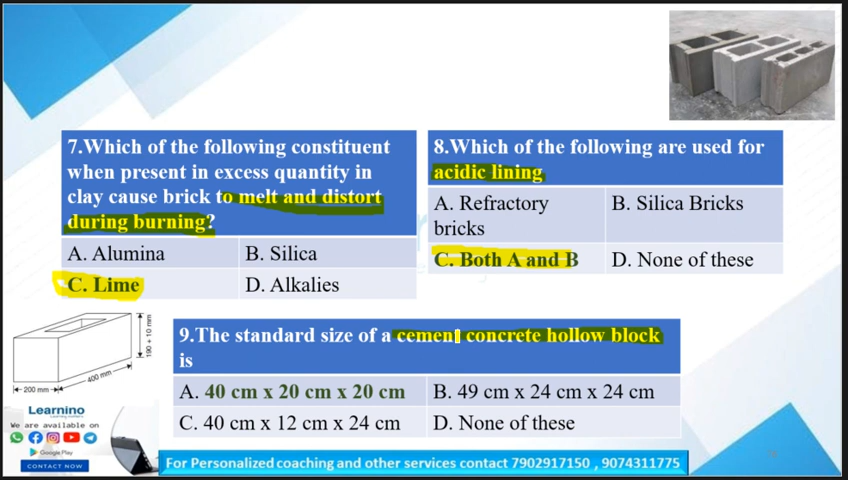 7.Which of the following constituent
when present in excess quantity in
clay cause brick to melt and distort
during burning?
A. Alumina
B. Silica
C. Lime
D. Alkalies
8.Which of the following are used for
acidic lining
A. Refractory
bricks
B. Silica Bricks
C. Both A and B
D. None of these
190 + 10 mm
400 mm
200 mm
9.The standard size of a cement concrete hollow block
is
A. 40 cm x 20 cm x 20 cm
B. 49 cm x 24 cm x 24 cm
C. 40 cm x 12 cm x 24 cm
D. None of these
Learnino
We are available on
Google Play
CONTACT NOW
For Personalized coaching and other services contact 7902917150 , 9074311775